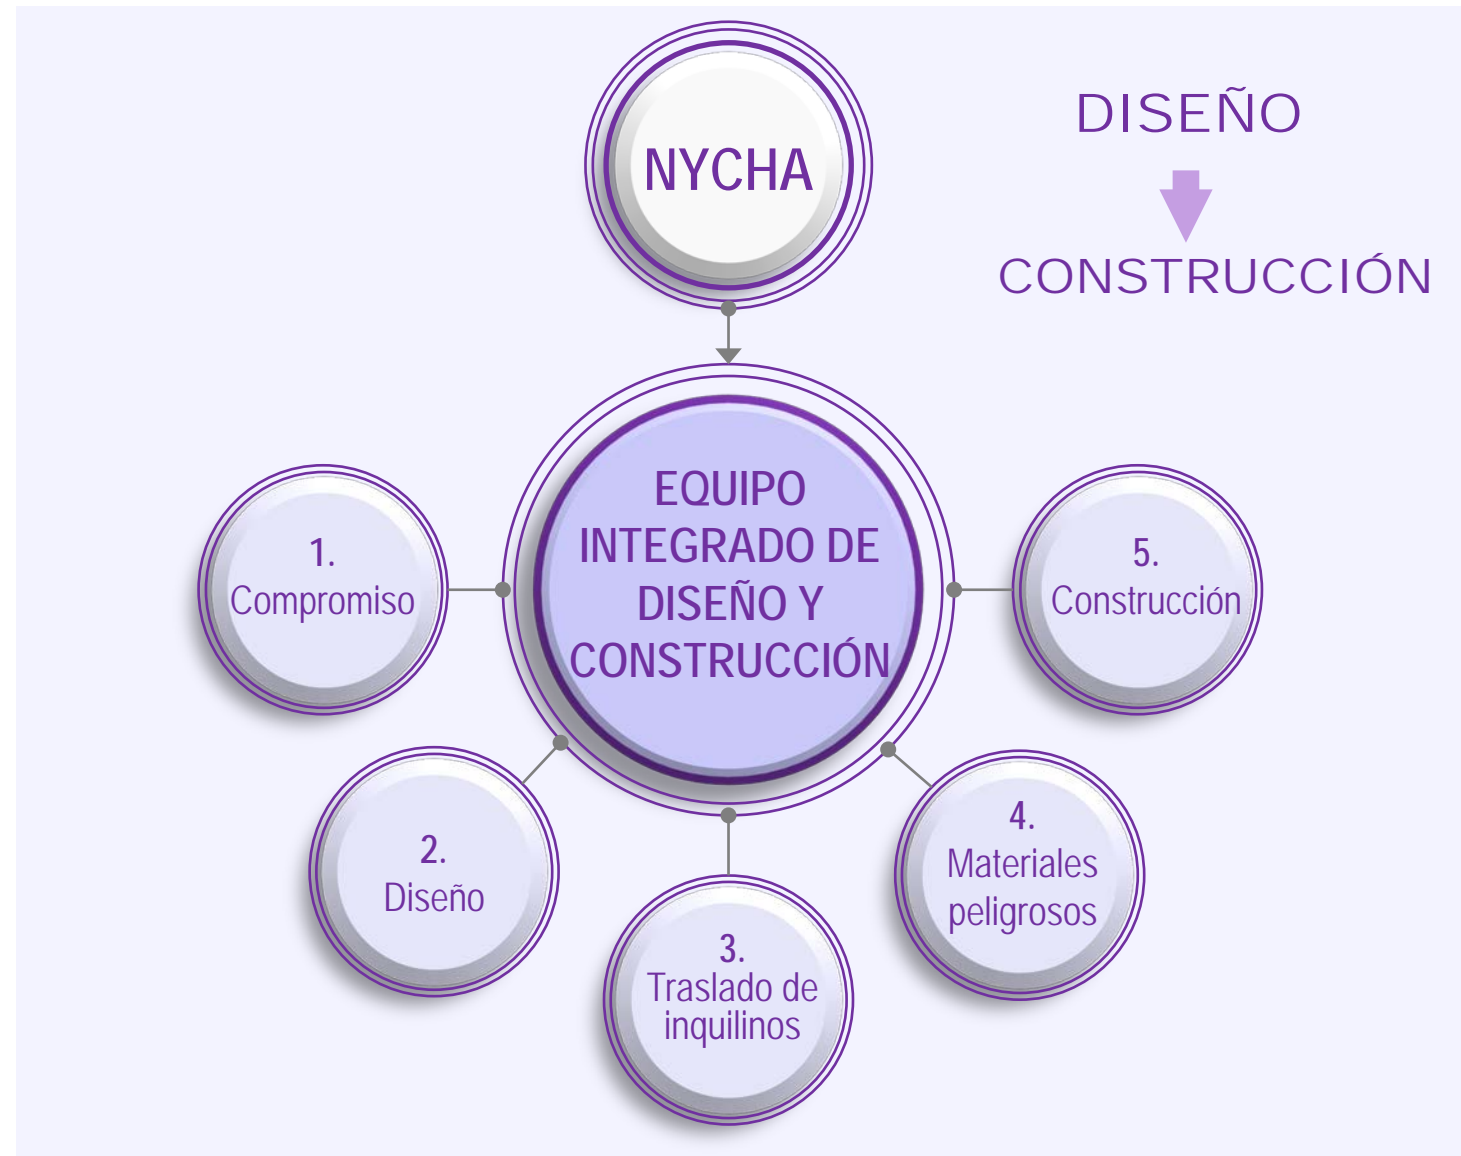 NYCHA
DISEÑO
CONSTRUCCIÓN
EQUIPO
INTEGRADO DE
DISEÑO Y
CONSTRUCCIÓN
1.
Compromiso
2.
Diseño
3.
Traslado de
inquilinos
4.
Materiales
peligrosos
5.
Construcción